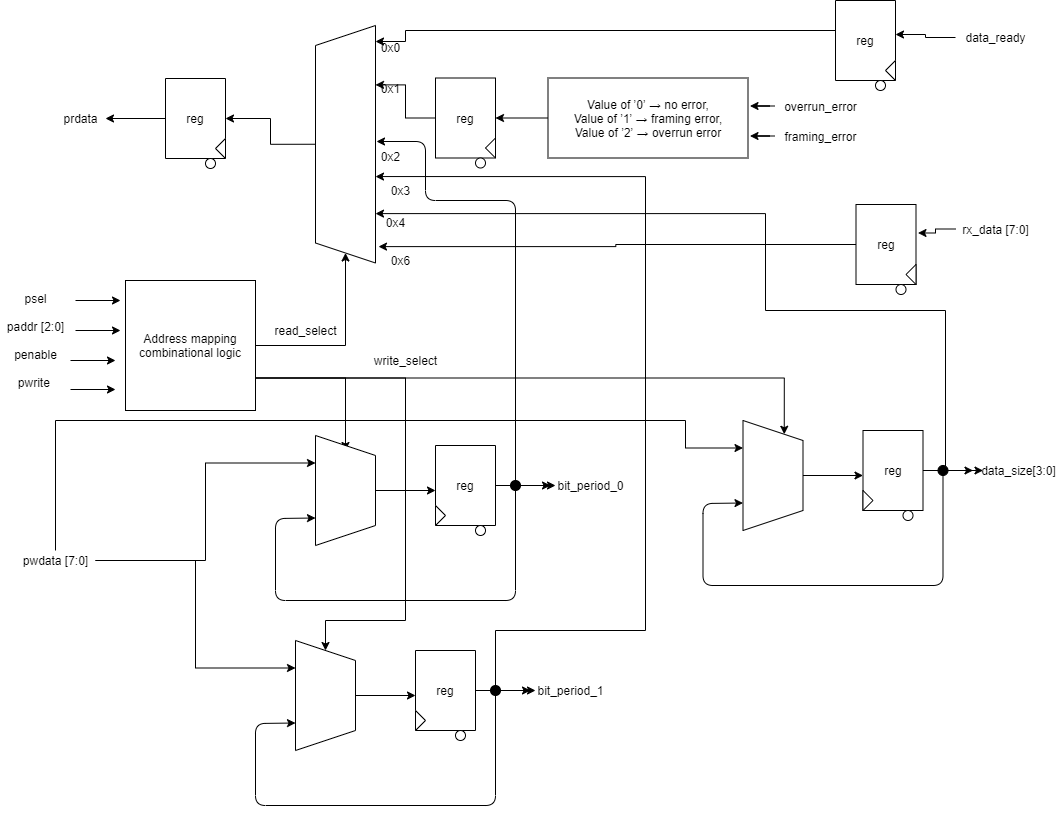 reg
data_ready
0x0
0x1
prdata
reg
reg
Value of '0' → no error,
Value of '1' → framing error,
Value of '2' → overrun error
overrun_error
framing_error
0x2
0x3
0x4
0x6
reg
rx_data [7:0]
psel
paddr [2:0]
penable
pwrite
Address mapping
combinational logic
read_select
write_select
reg
bit_period_0
reg
data_size[3:0]
pwdata [7:0]
reg
bit_period_1